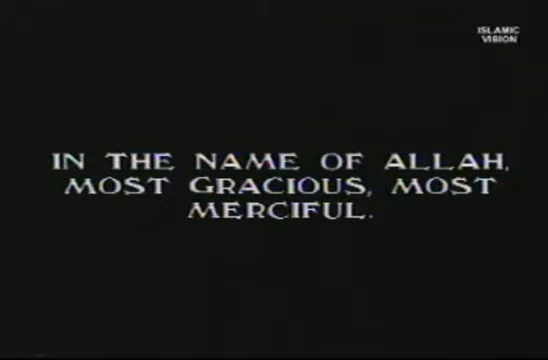 ISLAMIC
VISION
IN THE NAME OF ALLAH,
MOST GRACIOUS, MOST
MERCIFUL.